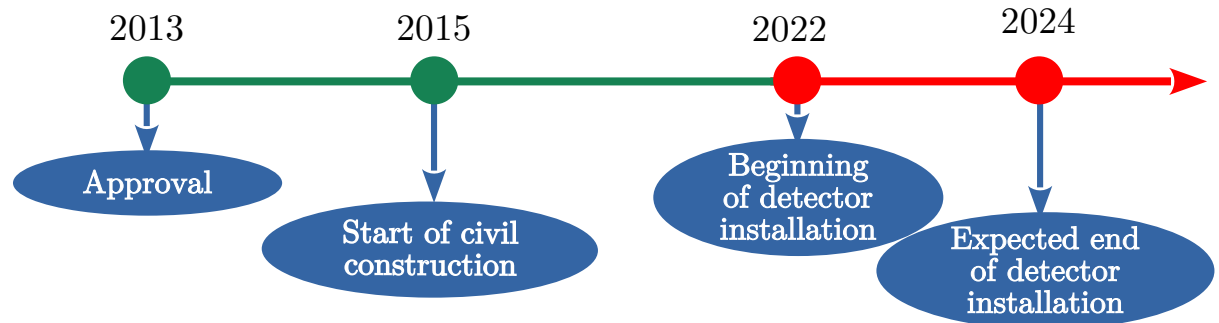 2013
2015
2022
2024
Approval
Start of civil
construction
Beginning
of detector
installation
Expected end
of detector
installation